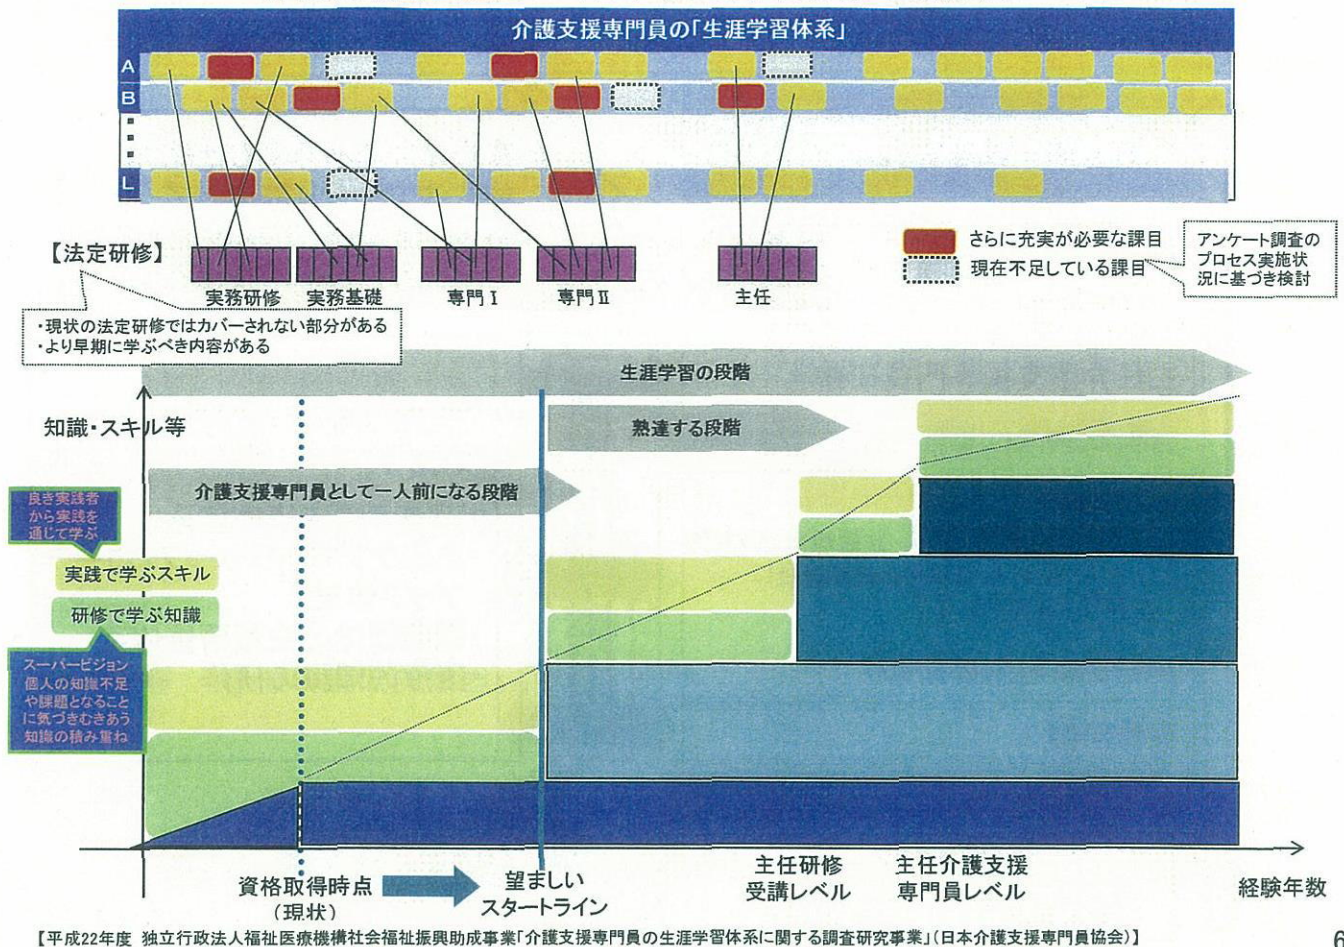 介護支援専門員の「生涯学習体系」
A
B
L
【法定研修】
実務研修
実務基礎
専門Ⅰ
専門Ⅱ
主任
さらに充実が必要な課目
現在不足している課目
アンケート調査の
プロセス実施状
況に基づき検討
・現状の法定研修ではカバーされない部分がある
・より早期に学ぶべき内容がある
生涯学習の段階
知識・スキル等
熟達する段階
介護支援専門員として一人前になる段階
良き実践者
から実践を
通じて学ぶ
実践で学ぶスキル
研修で学ぶ知識
スーパービジョン
個人の知識不足
や課題となること
に気づきむきあう
知識の積み重ね
資格取得時点
(現状)
望ましい
スタートライン
主任研修
受講レベル
主任介護支援
専門員レベル
経験年数
【平成22年度 独立行政法人福祉医療機構社会福祉振興助成事業「介護支援専門員の生涯学習体系に関する調査研究事業」(日本介護支援専門員協会)】